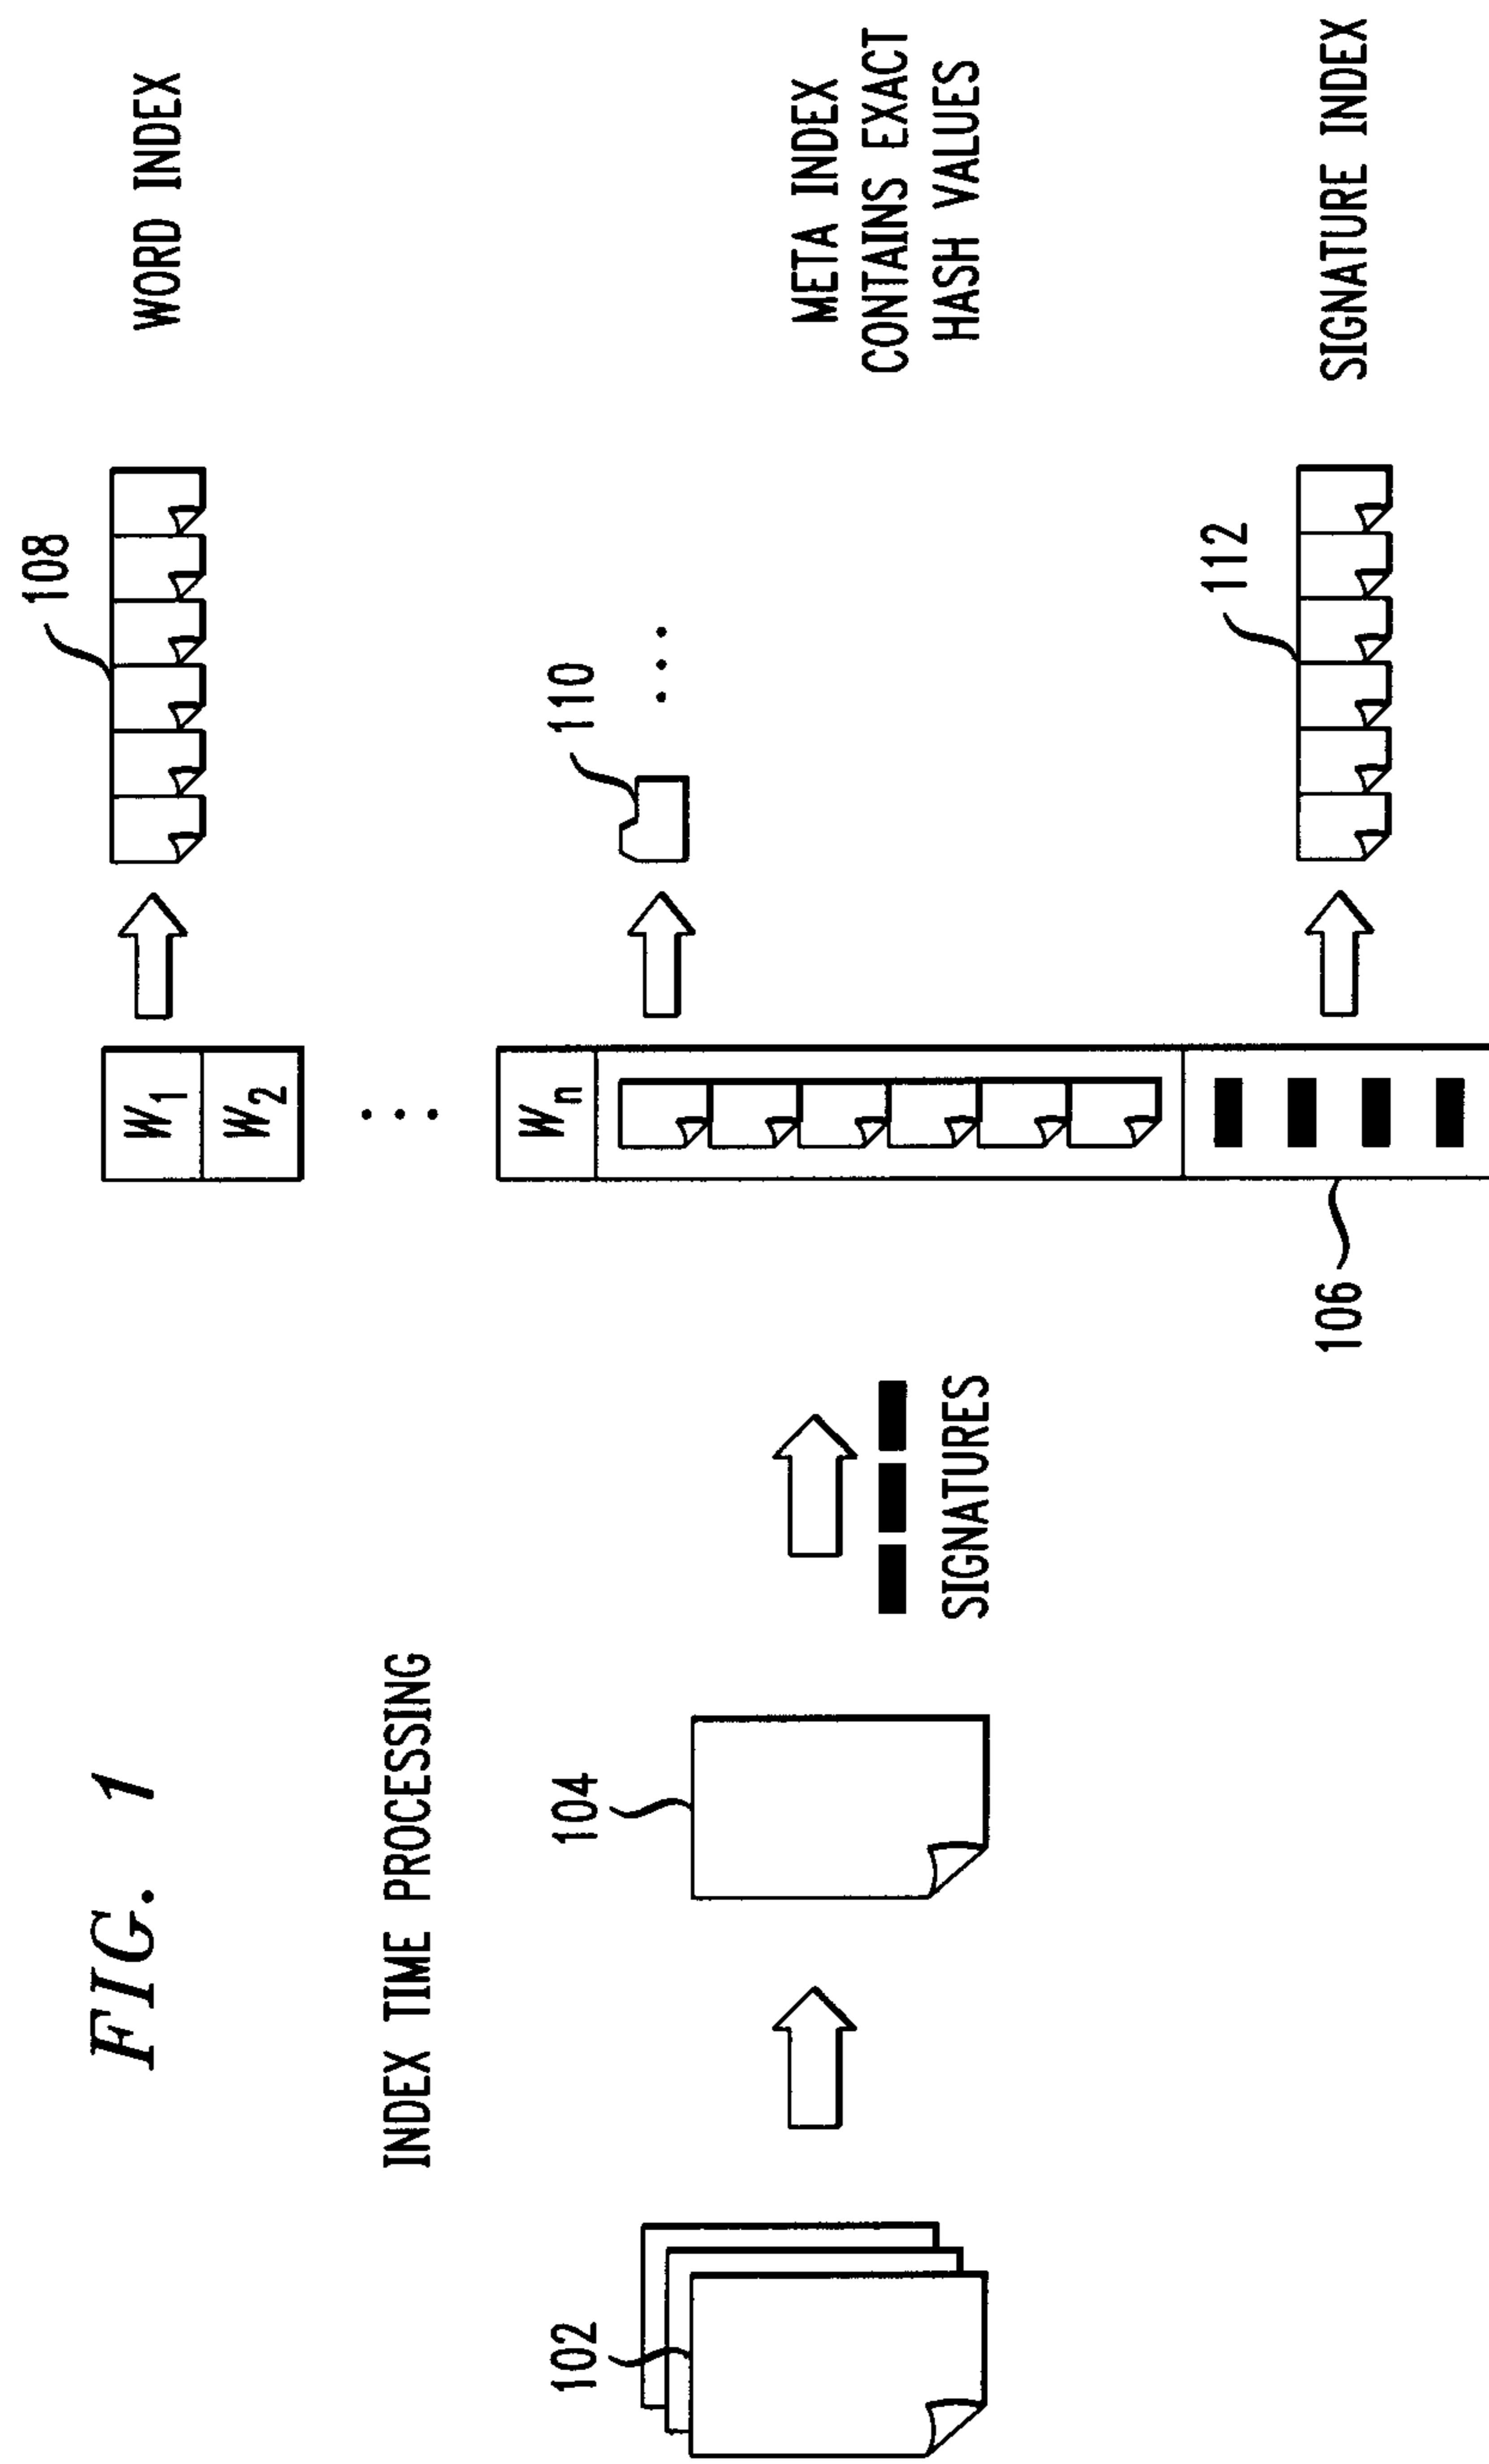 FIG. 1
INDEX TIME PROCESSING
102
104
SIGNATURES
106
W1
W2
Wn
108
WORD INDEX
110
META INDEX
CONTAINS EXACT
HASH VALUES
112
SIGNATURE INDEX